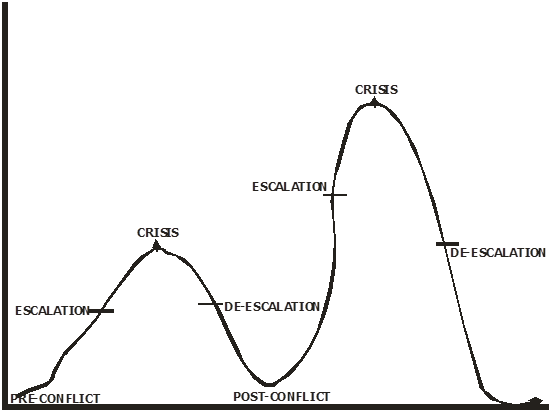 CRISIS
ESCALATION
CRISIS
DE-ESCALATION
ESCALATION
DE-ESCALATION
PRE-CONFLICT
POST-CONFLICT